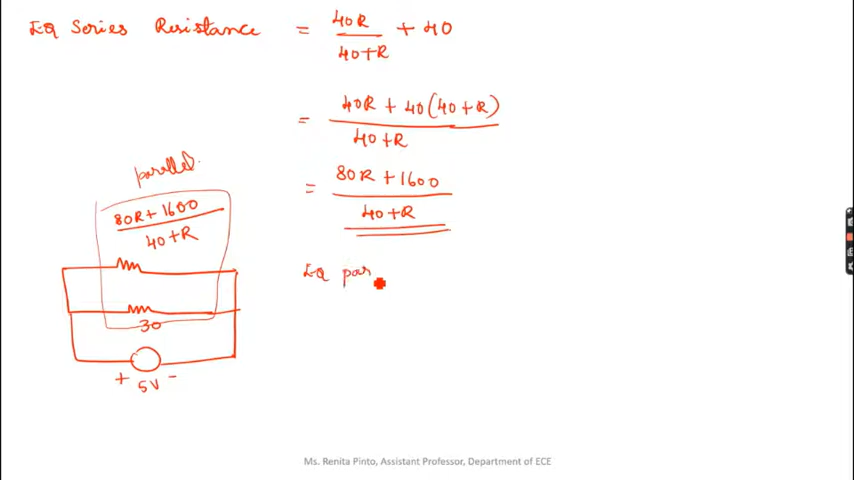 EQ Series Resistance = 40R / 40+R + 40
= 40R + 40(40+R) / 40+R
= 80R + 1600 / 40+R
parallel
80R+1600 / 40+R
30
+ 5V -
EQ par
Ms. Renita Pinto, Assistant Professor, Department of ECE